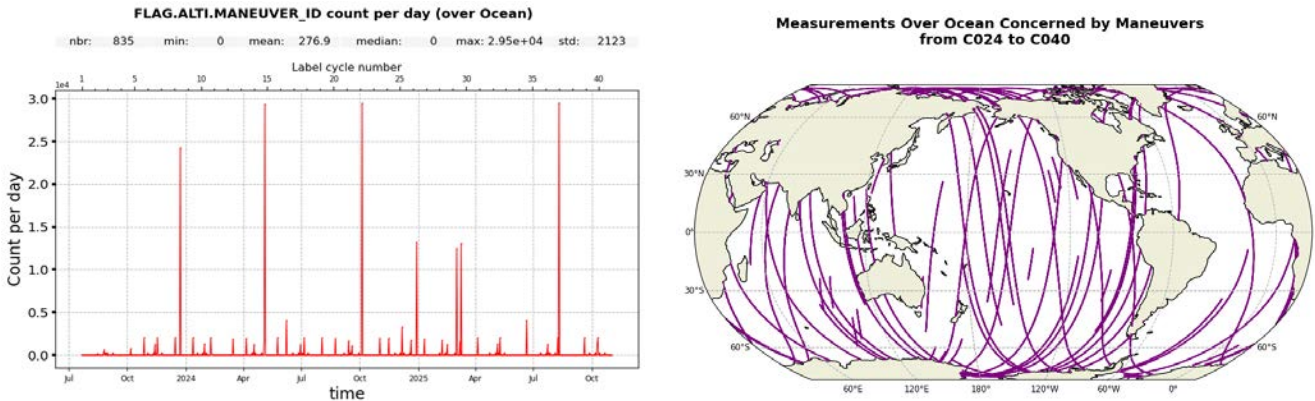 FLAG.ALTI.MANEUVER_ID count per day (over Ocean)
nbr: 835 min: 0 mean: 276.9 median: 0 max: 2.95e+04 std: 2123
Label cycle number
1 5 10 15 20 25 30 35 40
1e4
3.0
2.5
2.0
1.5
1.0
0.5
0.0
Count per day
Jul Oct 2024 Apr Jul Oct 2025 Apr Jul Oct
time
Measurements Over Ocean Concerned by Maneuvers
from C024 to C040
60°N 60°N
30°N 30°N
0° 0°
30°S 30°S
60°S 60°S
60°E 120°E 180° 120°W 60°W 0°